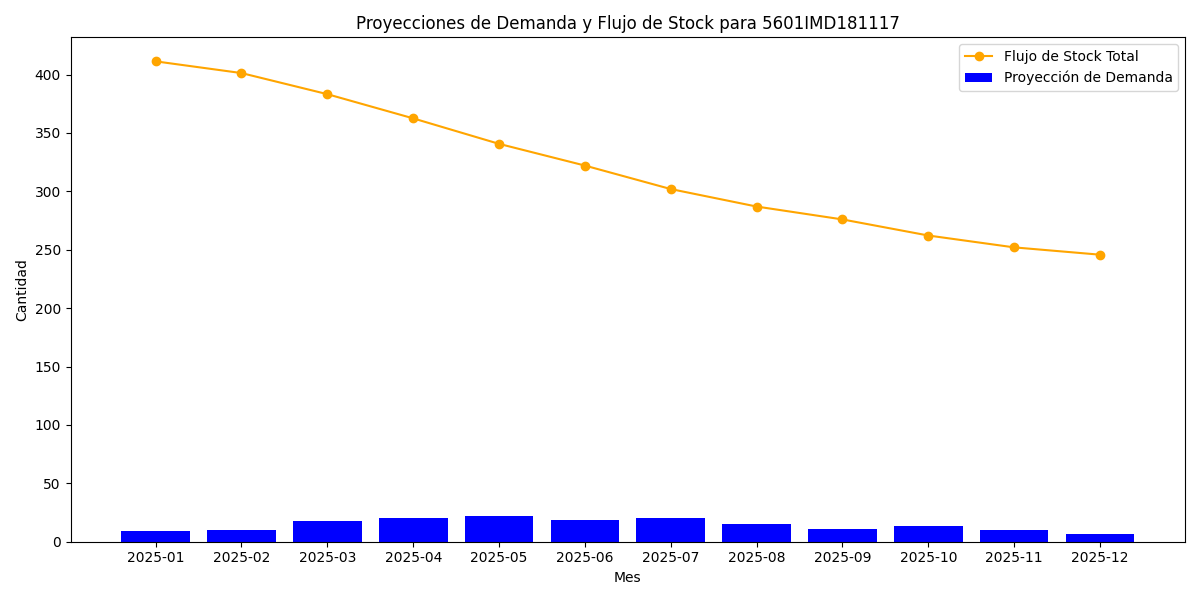 Proyecciones de Demanda y Flujo de Stock para 5601IMD181117
Flujo de Stock Total
Proyección de Demanda
Cantidad
400
350
300
250
200
150
100
50
0
2025-01 2025-02 2025-03 2025-04 2025-05 2025-06 2025-07 2025-08 2025-09 2025-10 2025-11 2025-12
Mes